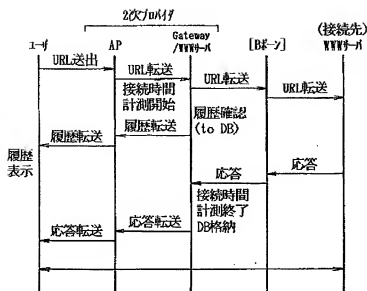 2次プロバイダ
ユーザ
AP
Gateway
/WWWサーバ
[Bボーン]
(接続先)
WWWサーバ
URL送出
URL転送
接続時間
計測開始
URL転送
URL転送
履歴確認
(to DB)
履歴転送
履歴転送
履歴
表示
応答
応答
接続時間
計測終了
DB格納
応答転送
応答転送